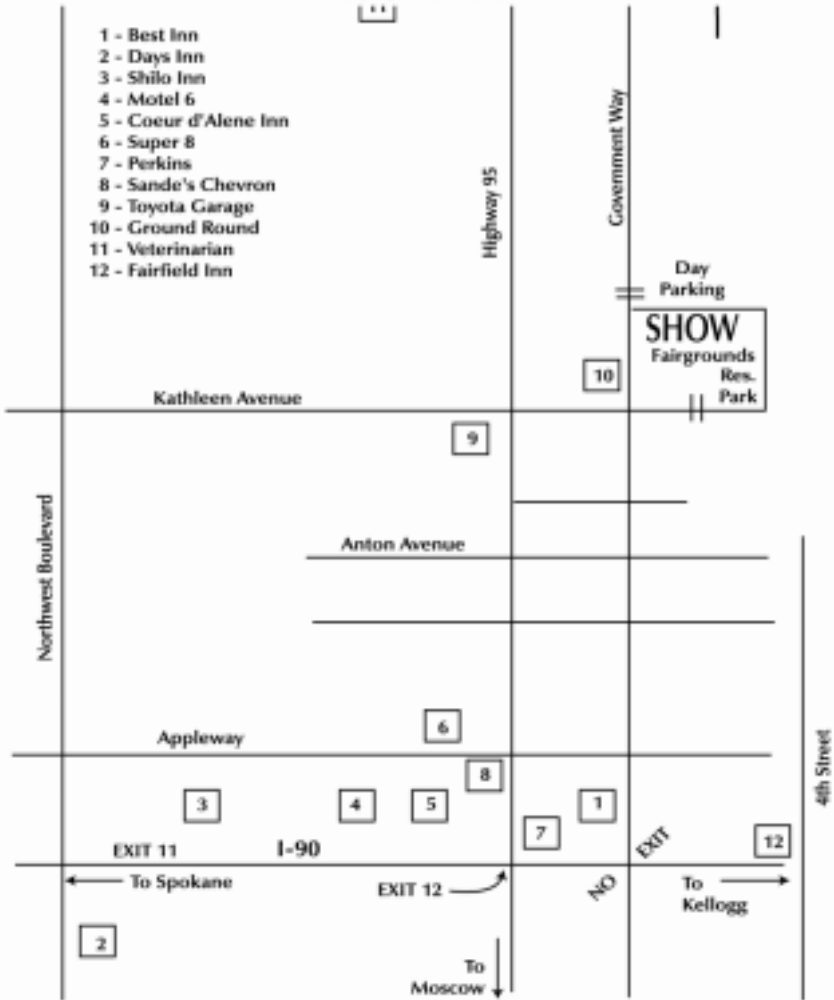 11
1 - Best Inn
2 - Days Inn
3 - Shilo Inn
4 - Motel 6
5 - Coeur d'Alene Inn
6 - Super 8
7 - Perkins
8 - Sande's Chevron
9 - Toyota Garage
10 - Ground Round
11 - Veterinarian
12 - Fairfield Inn
Highway 95
Government Way
Day
Parking
SHOW
Fairgrounds
Res.
Park
10
Kathleen Avenue
9
Northwest Boulevard
Anton Avenue
6
Appleway
8
4th Street
3
4
5
1
7
12
EXIT 11
I-90
NO EXIT
To Spokane
EXIT 12
To
Kellogg
2
To
Moscow